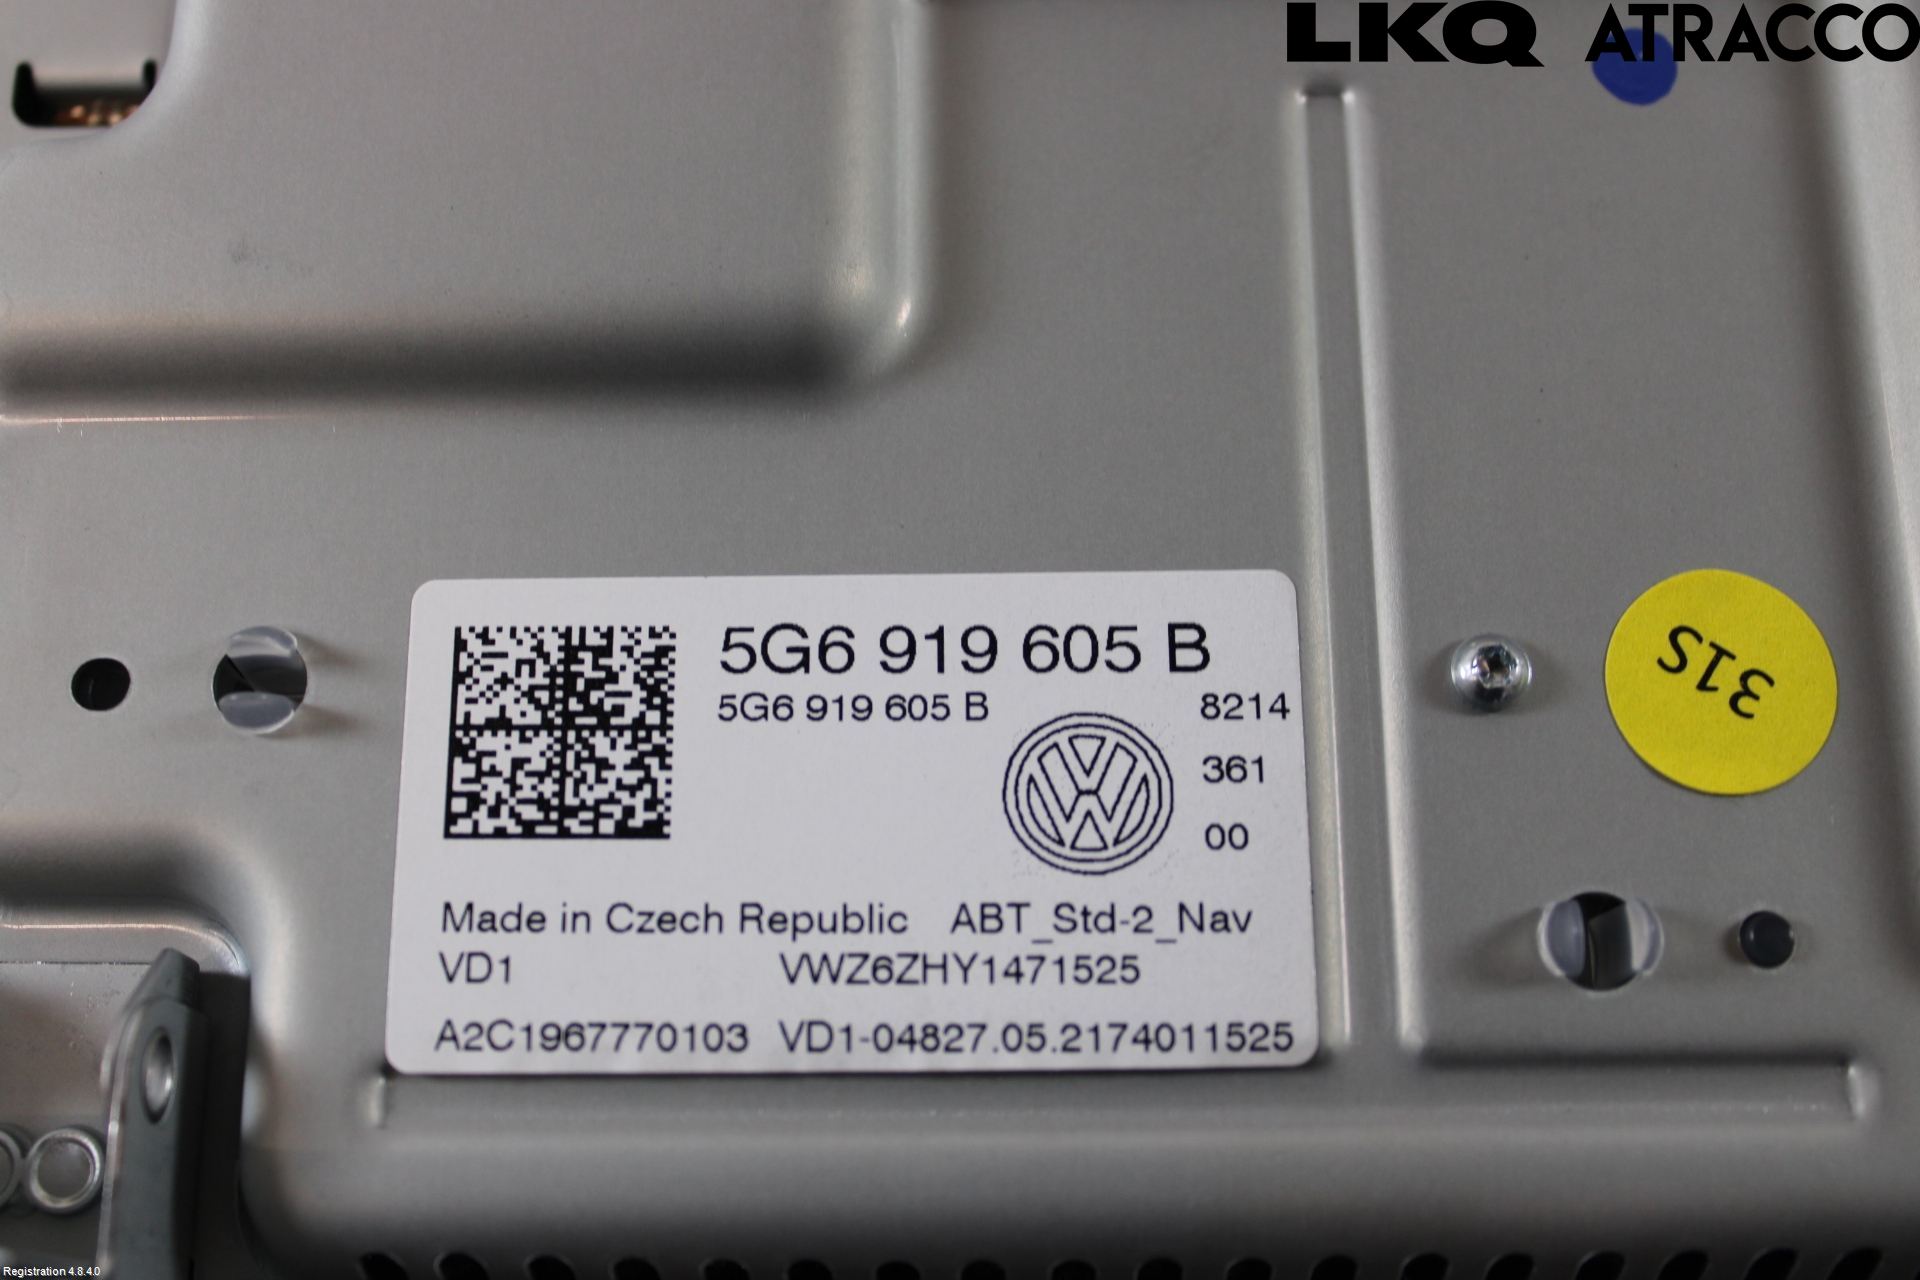 LKQ ATRACCO
5G6 919 605 B
5G6 919 605 B 8214
361
00
Made in Czech Republic ABT_Std-2_Nav
VD1 VWZ6ZHY1471525
A2C1967770103 VD1-04827.05.2174011525
31S
Registration 4.8.4.0